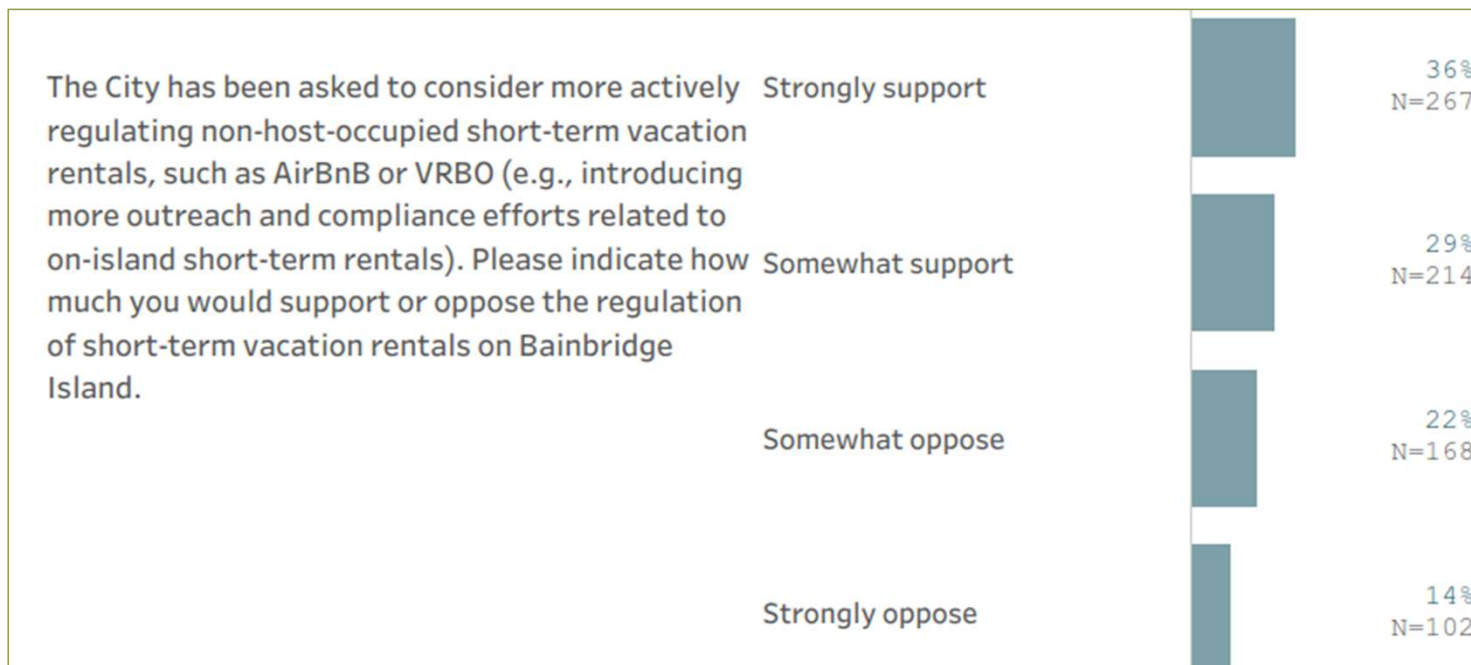 The City has been asked to consider more actively
regulating non-host-occupied short-term vacation
rentals, such as AirBnB or VRBO (e.g., introducing
more outreach and compliance efforts related to
on-island short-term rentals). Please indicate how
much you would support or oppose the regulation
of short-term vacation rentals on Bainbridge
Island.
Strongly support
36%
N=267
Somewhat support
29%
N=214
Somewhat oppose
22%
N=168
Strongly oppose
14%
N=102